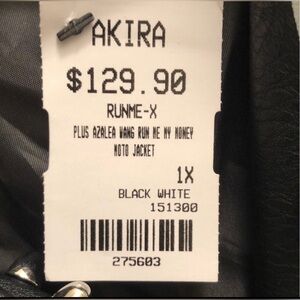 AKIRA
$129.90
RUNME-X
PLUS AZALEA WANG RUN ME MY MONEY
MOTO JACKET
1X
BLACK WHITE
151300
275603